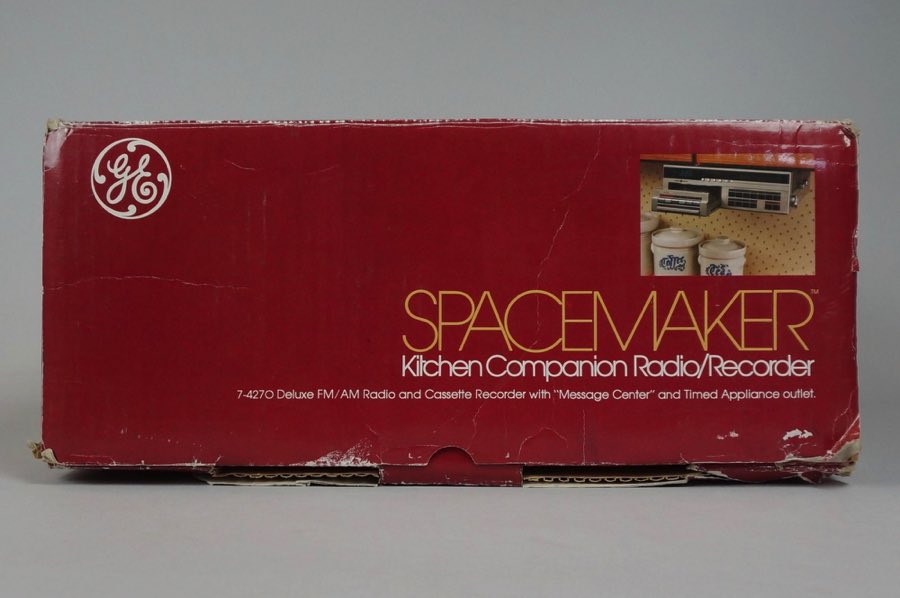 GE
SPACEMAKER™
Kitchen Companion Radio/Recorder
7-4270 Deluxe FM/AM Radio and Cassette Recorder with "Message Center" and Timed Appliance outlet.